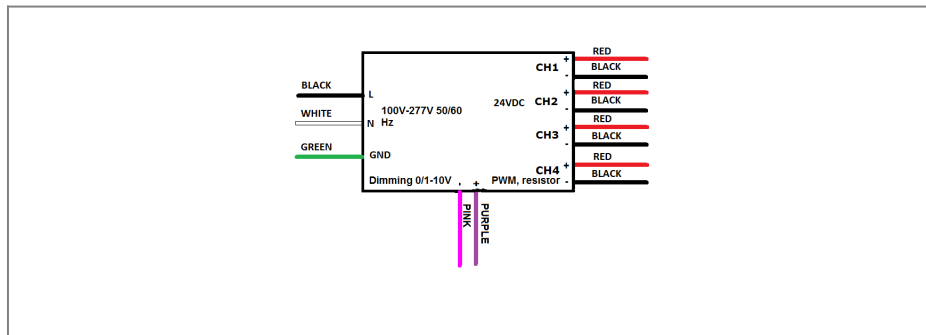 RED
CH1
+
BLACK
-
BLACK
L
100V-277V 50/60
Hz
24VDC
RED
CH2
+
BLACK
-
WHITE
N
RED
CH3
+
BLACK
-
GREEN
GND
RED
CH4
+
BLACK
-
Dimming 0/1-10V
-
+
PWM, resistor
PINK
PURPLE